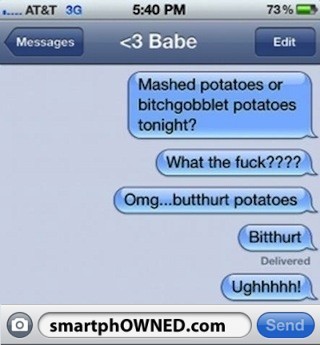 AT&T 3G 5:40 PM 73%
Messages <3 Babe Edit
Mashed potatoes or
bitchgobblet potatoes
tonight?
What the fuck????
Omg...butthurt potatoes
Bitthurt
Delivered
Ughhhhh!
smartphOWNED.com Send